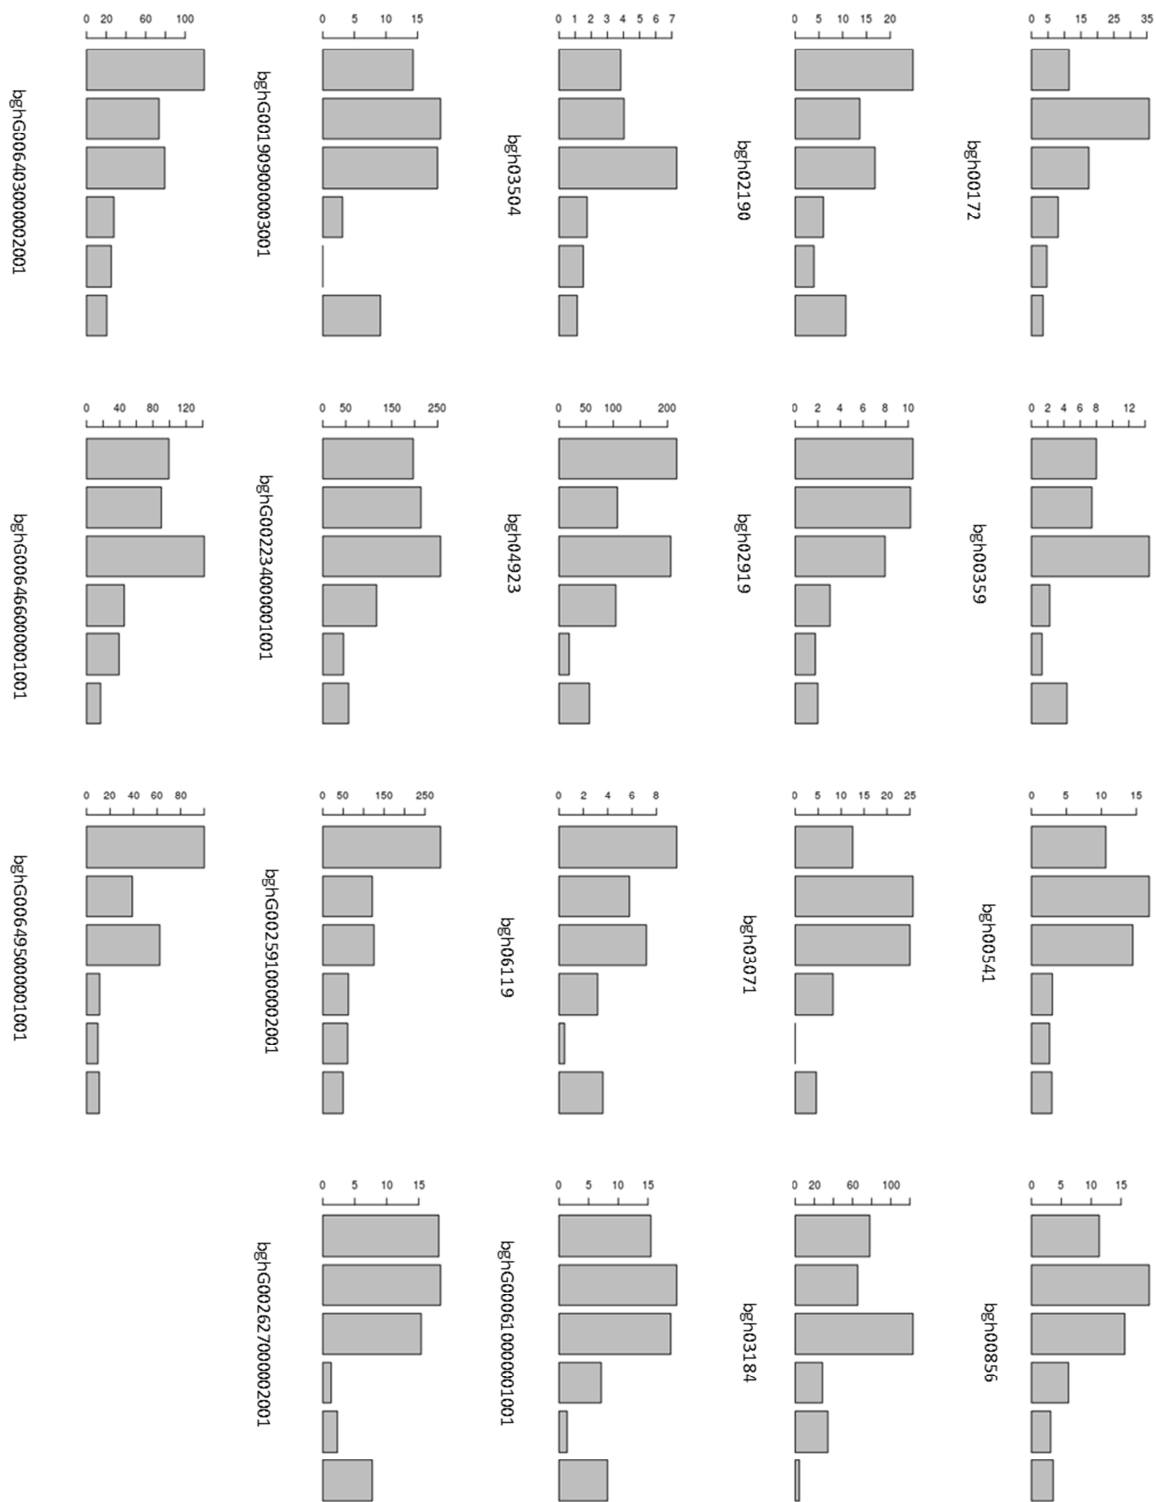 0 20 60 100
bghG006403000002001
0 5 10 15
bghG001909000003001
0 1 2 3 4 5 6 7
bgh03504
0 5 10 15 20
bgh02190
0 5 15 25 35
bgh00172
0 40 80 120
bghG006466000001001
0 50 150 250
bghG002234000001001
0 50 100 200
bgh04923
0 2 4 6 8 10
bgh02919
0 2 4 6 8 12
bgh00359
0 20 40 60 80
bghG006495000001001
0 50 150 250
bghG002591000002001
0 2 4 6 8
bgh06119
0 5 10 15 20 25
bgh03071
0 5 10 15
bgh00541
0 5 10 15
bghG002627000002001
0 5 10 15
bghG000610000001001
0 20 60 100
bgh03184
0 5 10 15
bgh00856